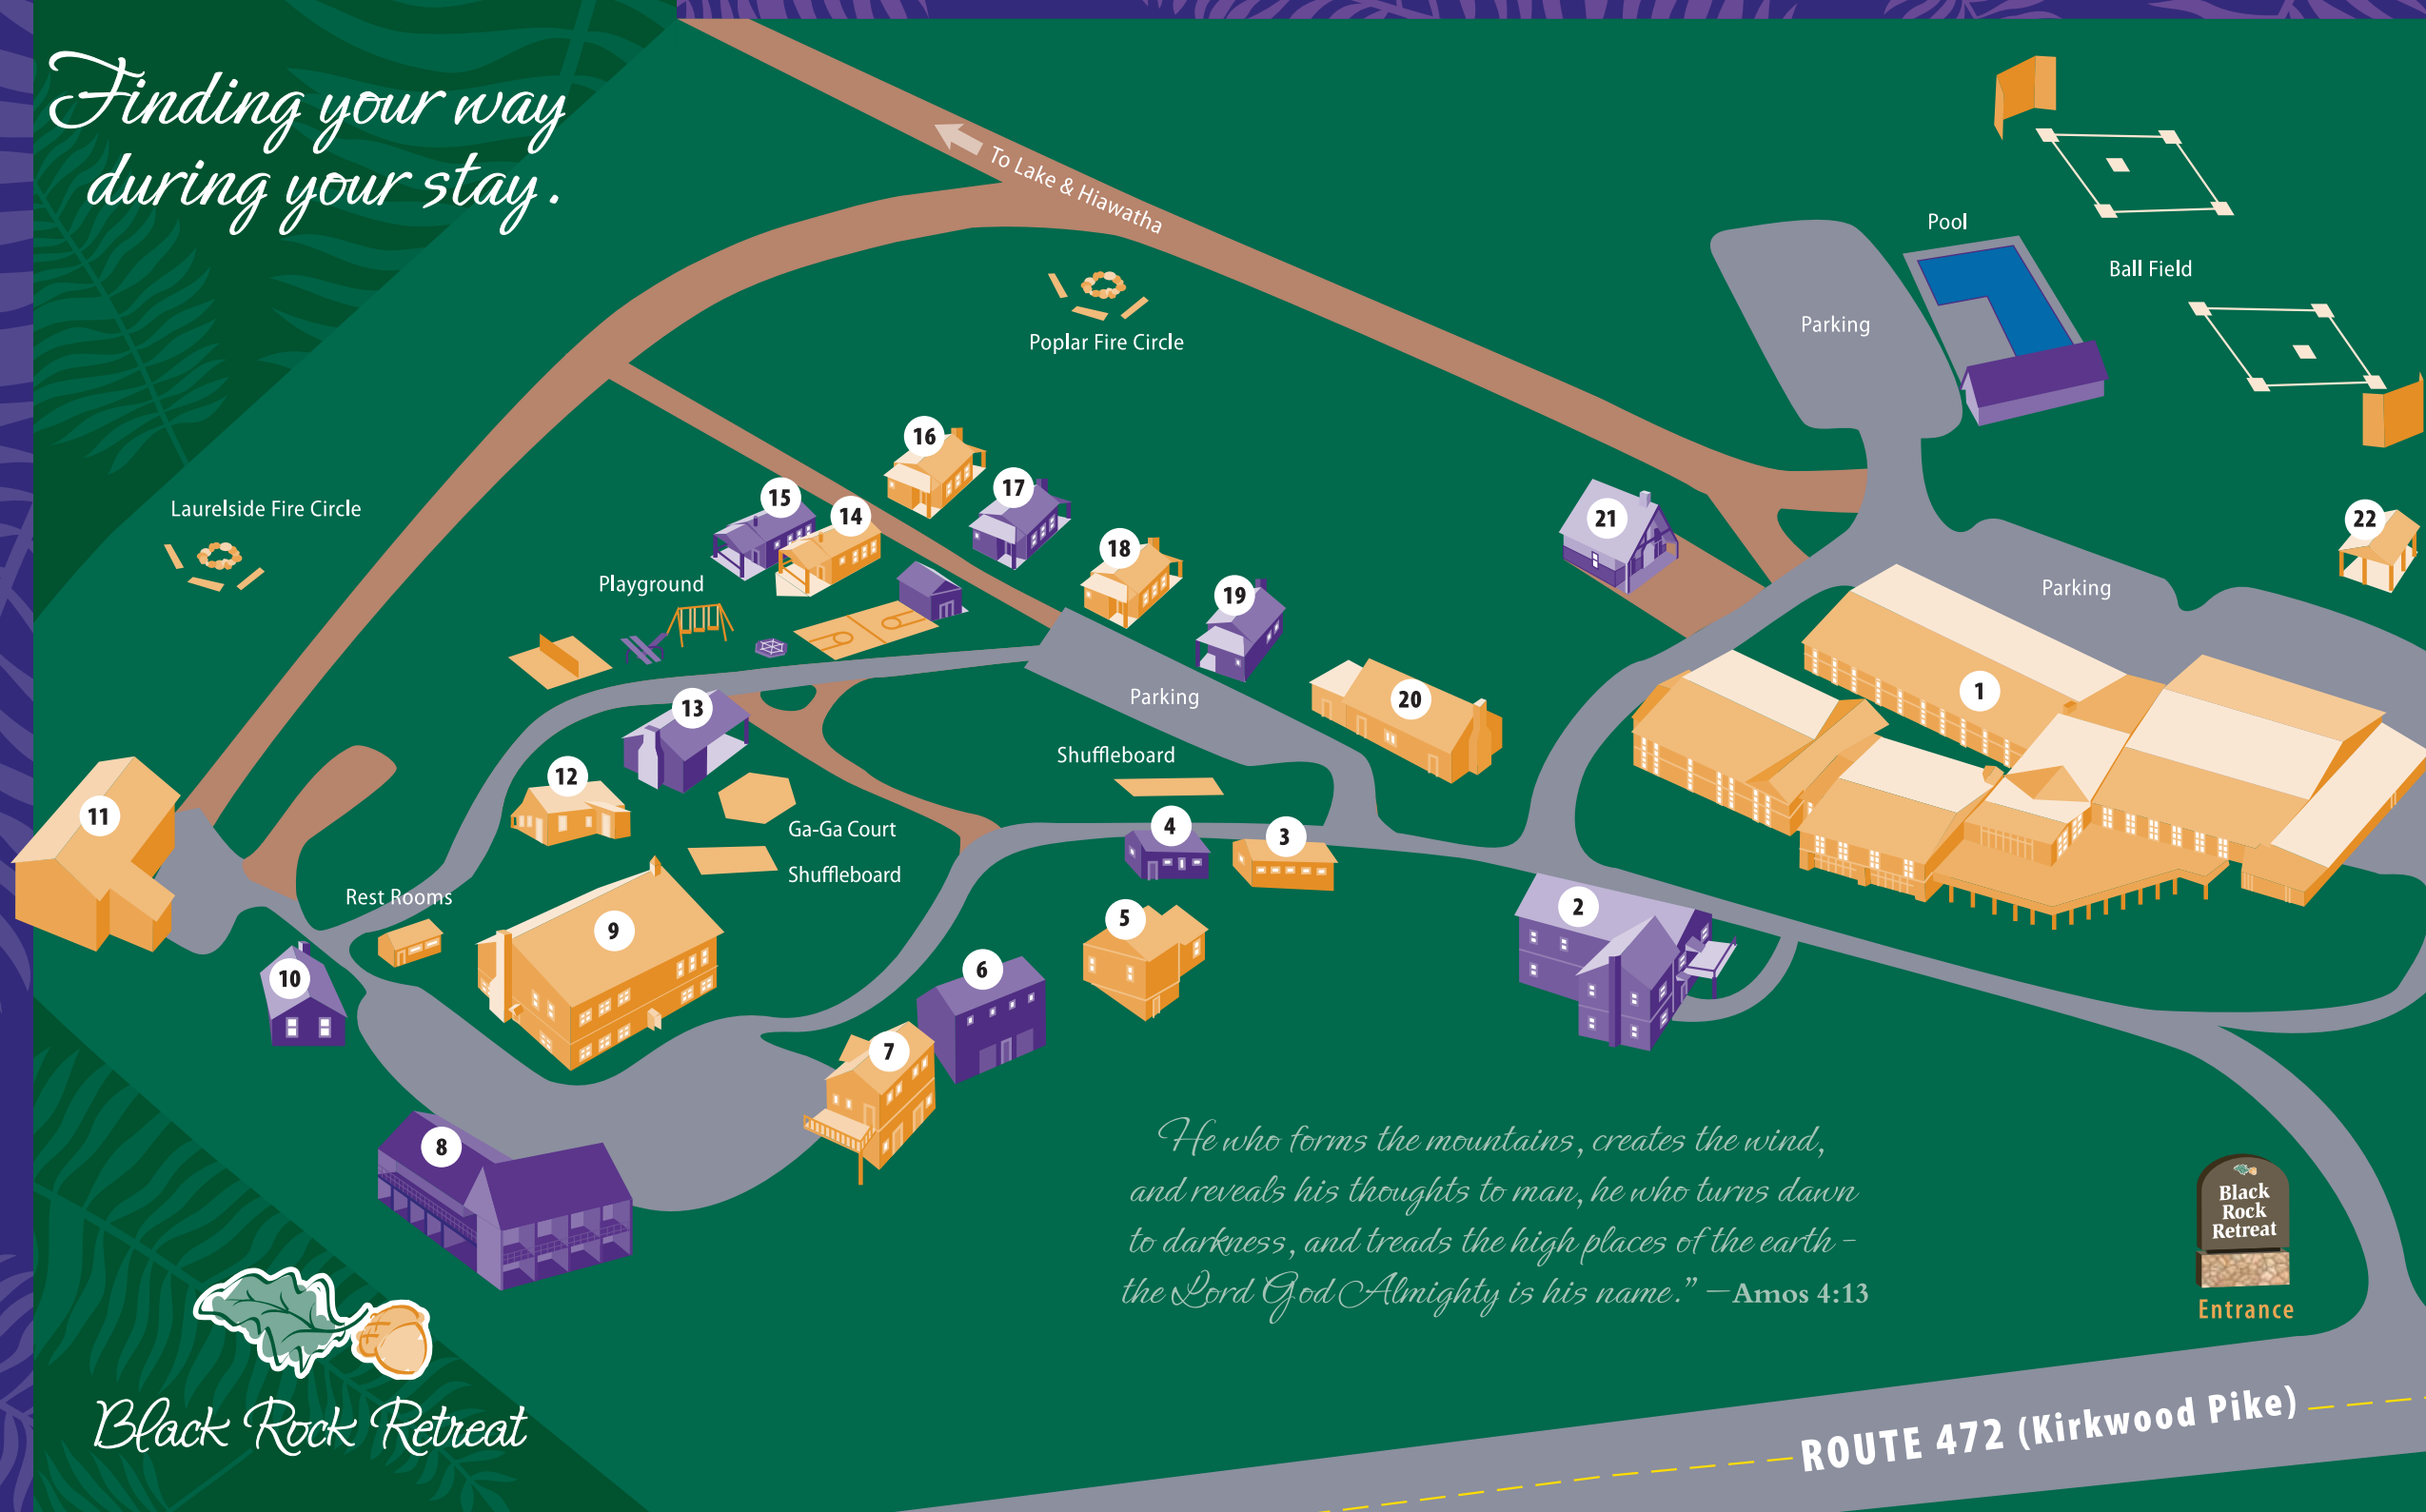 Finding your way
during your stay.
To Lake & Hiawatha
Pool
Ball Field
Parking
Poplar Fire Circle
16
17
15
14
18
21
22
Laurelside Fire Circle
Playground
19
Parking
1
13
Parking
20
12
Shuffleboard
11
Ga-Ga Court
4
3
Shuffleboard
Rest Rooms
9
5
2
10
6
7
8
He who forms the mountains, creates the wind,
and reveals his thoughts to man, he who turns dawn
to darkness, and treads the high places of the earth –
the Lord God Almighty is his name.” — Amos 4:13
Black
Rock
Retreat
Entrance
Black Rock Retreat
ROUTE 472 (Kirkwood Pike)